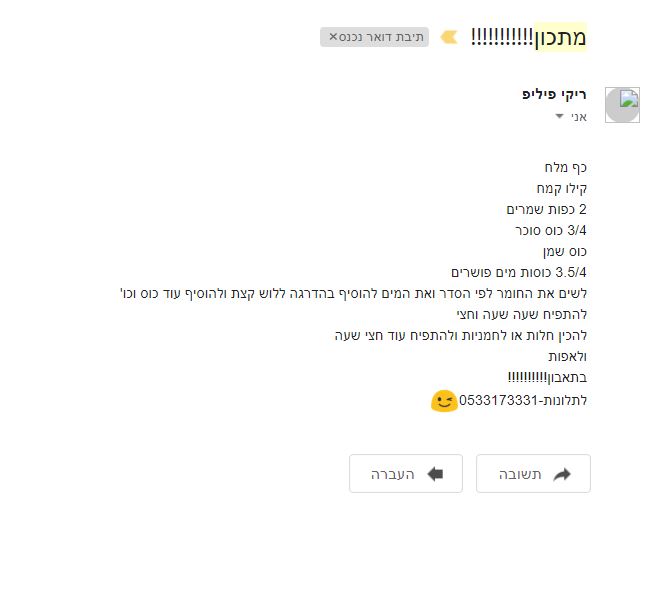 מתכון!!!!!!!!!!!
תיבת דואר נכנס×
ריקי פיליפ
אני
כף מלח
קילו קמח
2 כפות שמרים
3/4 כוס סוכר
כוס שמן
3.5/4 כוסות מים פושרים
לשים את החומר לפי הסדר ואת המים להוסיף בהדרגה ללוש קצת ולהוסיף עוד כוס וכו'
להתפיח שעה שעה וחצי
להכין חלות או לחמניות ולהתפיח עוד חצי שעה
ולאפות
בתאבון!!!!!!!!!!
לתלונות-0533173331😉
תשובה
העברה